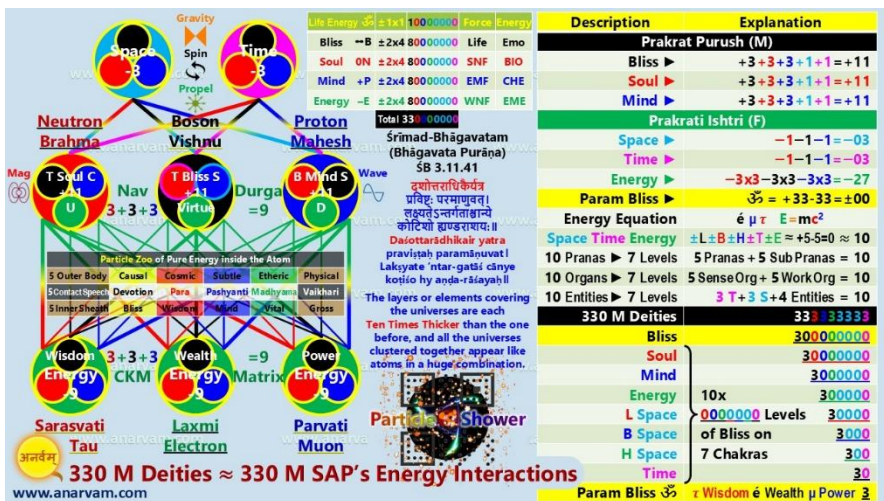 Gravity
Spin
Propel
Space
-3
Time
-3
Neutron
Brahma
Boson
Vishnu
Proton
Mahesh
Mag
Wave
T Soul C
+11
U
T Bliss S
+11
Virtue
B Mind S
+11
D
Nav
3+3+3
Durga
=9
Particle Zoo of Pure Energy inside the Atom
5 Outer Body Causal Cosmic Subtle Etheric Physical
5 Contact Speech Devotion Para Pashyanti Madhyama Vaikhari
5 Inner Sheath Bliss Wisdom Mind Vital Gross
Wisdom
Energy
+9
3+3+3
CKM
Wealth
Energy
+9
=9
Matrix
Power
Energy
+9
Sarasvati
Tau
Laxmi
Electron
Parvati
Muon
अनर्वम्
330 M Deities ≈ 330 M SAP's Energy Interactions
www.anarvam.com
Life Energy ॐ ±1x1 10000000 Force Energy
Bliss ↔B ±2x4 80000000 Life Emo
Soul 0N ±2x4 80000000 SNF BIO
Mind +P ±2x4 80000000 EMF CHE
Energy −E ±2x4 80000000 WNF EME
Total 330000000
Śrīmad-Bhāgavatam
(Bhāgavata Purāṇa)
ŚB 3.11.41
दशोत्तराधिकैर्यत्र
प्रविष्ट: परमाणुवत्।
लक्ष्यतेऽन्तर्गताश्चान्ये
कोटिशो ह्यण्डराशय:॥
Daśottarādhikair yatra
praviṣṭaḥ paramāṇuvat।
Lakṣyate 'ntar-gatāś cānye
koṭiśo hy aṇḍa-rāśayaḥ॥
The layers or elements covering
the universes are each
Ten Times Thicker than the one
before, and all the universes
clustered together appear like
atoms in a huge combination.
Particle Shower
Description Explanation
Prakrat Purush (M)
Bliss ► +3+3+3+1+1=+11
Soul ► +3+3+3+1+1=+11
Mind ► +3+3+3+1+1=+11
Prakrati Ishtri (F)
Space ► −1−1−1=−03
Time ► −1−1−1=−03
Energy ► −3x3−3x3−3x3=−27
Param Bliss ► ॐ = +33-33=±00
Energy Equation é μ τ E=mc²
Space Time Energy ±L±B±H±T±E ≈ +5-5=0 ≈ 10
10 Pranas ► 7 Levels 5 Pranas + 5 Sub Pranas = 10
10 Organs ► 7 Levels 5 Sense Org + 5 Work Org = 10
10 Entities ► 7 Levels 3 T+3 S+4 Entities = 10
330 M Deities 333333333
Bliss 300000000
Soul 30000000
Mind 3000000
Energy 10x 300000
L Space 0000000 Levels 30000
B Space of Bliss on 3000
H Space 7 Chakras 300
Time 30
Param Bliss ॐ τ Wisdom é Wealth μ Power 3